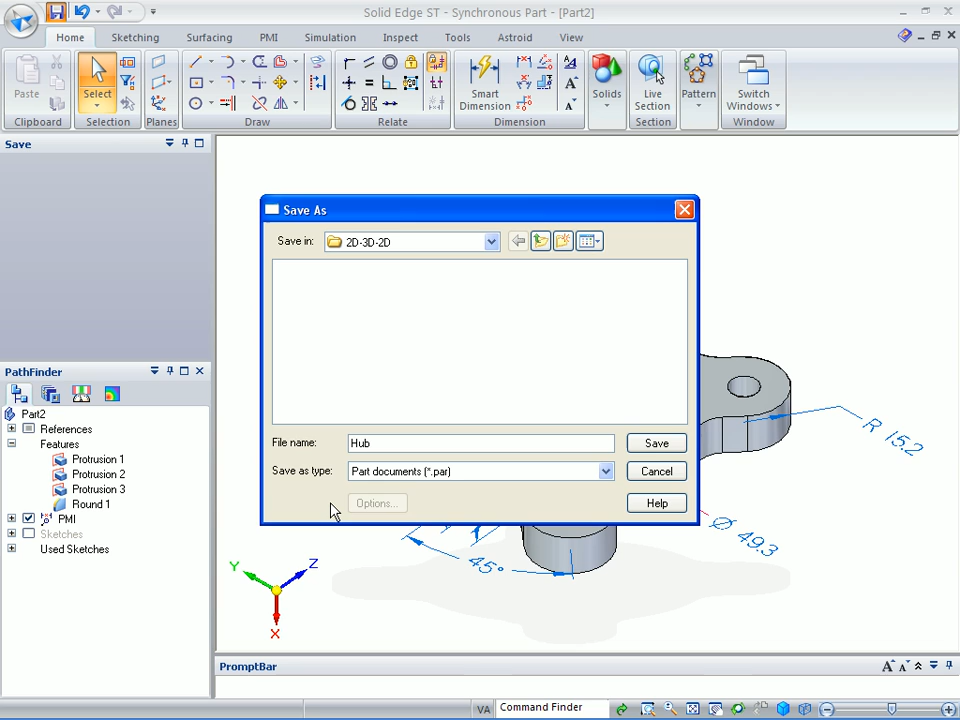 Solid Edge ST - Synchronous Part - [Part2]
Home Sketching Surfacing PMI Simulation Inspect Tools Astroid View
Paste Select Smart Dimension Solids Live Section Pattern Switch Windows
Clipboard Selection Planes Draw Relate Dimension Section Window
Save
Save As
Save in: 2D-3D-2D
File name: Hub Save
Save as type: Part documents (*.par) Cancel
Options... Help
PathFinder
Part2
References
Features
Protrusion 1
Protrusion 2
Protrusion 3
Round 1
PMI
Sketches
Used Sketches
R 15.2
Ø 49.3
45°
Y
Z
X
PromptBar
VA Command Finder